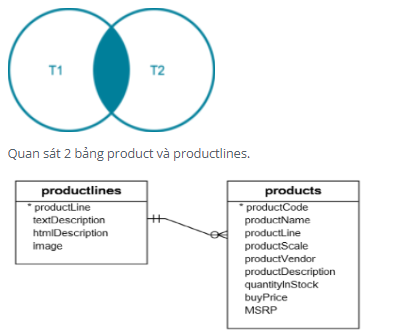 T1 T2
Quan sát 2 bảng product và productlines.
productlines
* productLine
textDescription
htmlDescription
image
products
* productCode
productName
productLine
productScale
productVendor
productDescription
quantityInStock
buyPrice
MSRP